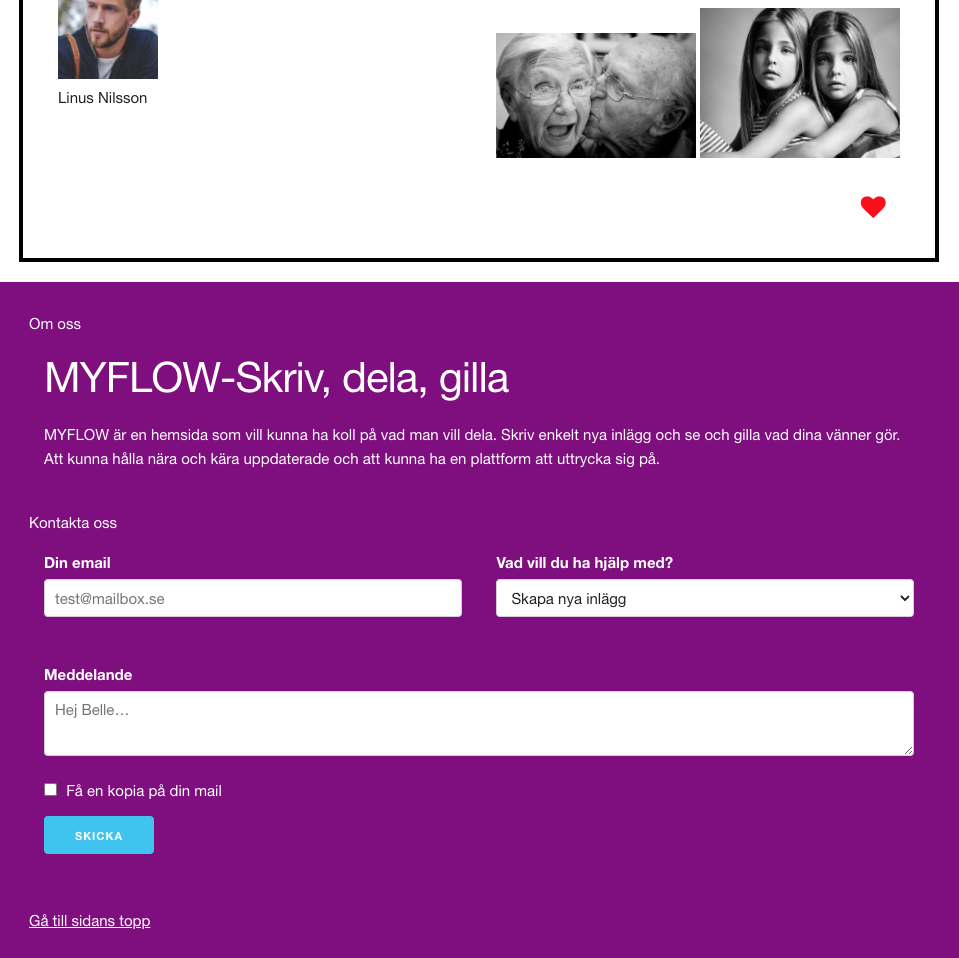 Linus Nilsson
Om oss
MYFLOW-Skriv, dela, gilla
MYFLOW är en hemsida som vill kunna ha koll på vad man vill dela. Skriv enkelt nya inlägg och se och gilla vad dina vänner gör.
Att kunna hålla nära och kära uppdaterade och att kunna ha en plattform att uttrycka sig på.
Kontakta oss
Din email
test@mailbox.se
Vad vill du ha hjälp med?
Skapa nya inlägg
Meddelande
Hej Belle…
Få en kopia på din mail
SKICKA
Gå till sidans topp